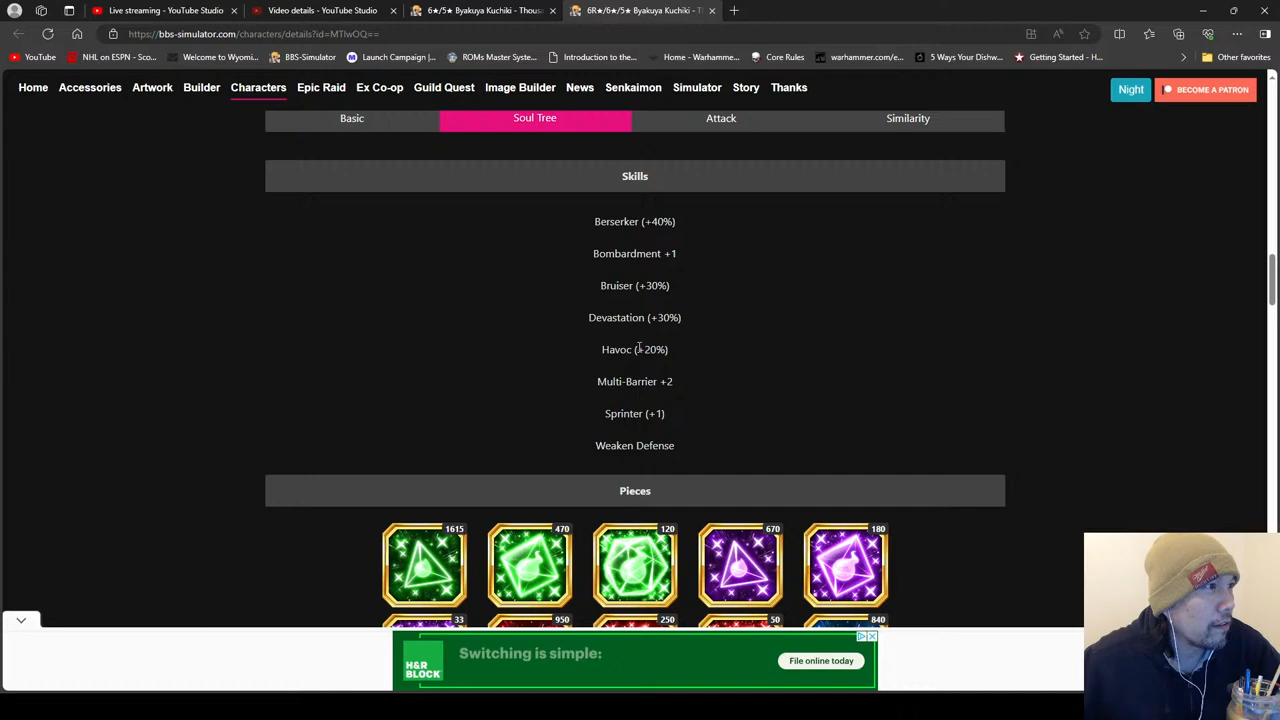 Live streaming - YouTube Studio
Video details - YouTube Studio
6★/5★ Byakuya Kuchiki - Thousa
6R★/6★/5★ Byakuya Kuchiki - T
https://bbs-simulator.com/characters/details?id=MTIwOQ==
YouTube
NHL on ESPN - Sco...
Welcome to Wyomi...
BBS-Simulator
Launch Campaign |...
ROMs Master Syste...
Introduction to the...
Home - Warhamme...
Core Rules
warhammer.com/e...
5 Ways Your Dishw...
Getting Started - H...
Other favorites
Home
Accessories
Artwork
Builder
Characters
Epic Raid
Ex Co-op
Guild Quest
Image Builder
News
Senkaimon
Simulator
Story
Thanks
Night
BECOME A PATRON
Basic
Soul Tree
Attack
Similarity
Skills
Berserker (+40%)
Bombardment +1
Bruiser (+30%)
Devastation (+30%)
Havoc (+20%)
Multi-Barrier +2
Sprinter (+1)
Weaken Defense
Pieces
1615
470
120
670
180
33
950
250
50
840
H&R
BLOCK
Switching is simple:
File online today